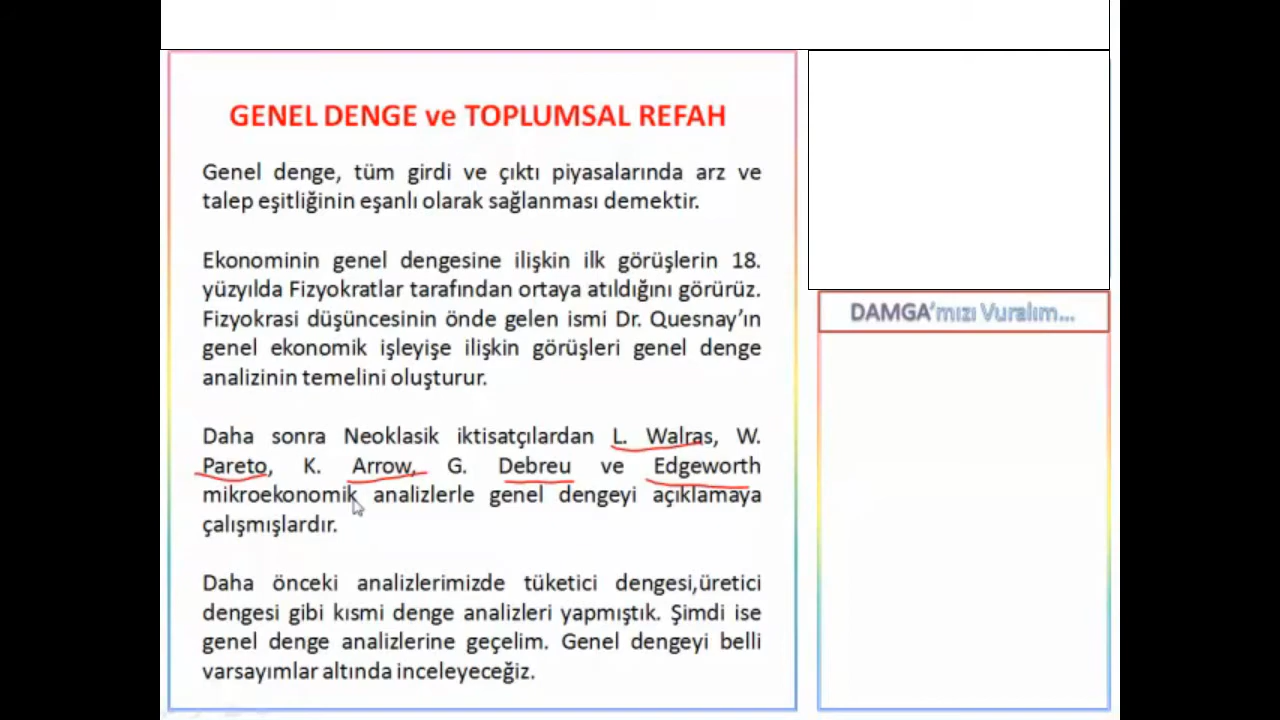 GENEL DENGE ve TOPLUMSAL REFAH
Genel denge, tüm girdi ve çıktı piyasalarında arz ve
talep eşitliğinin eşanlı olarak sağlanması demektir.
Ekonominin genel dengesine ilişkin ilk görüşlerin 18.
yüzyılda Fizyokratlar tarafından ortaya atıldığını görürüz.
Fizyokrasi düşüncesinin önde gelen ismi Dr. Quesnay’ın
genel ekonomik işleyişe ilişkin görüşleri genel denge
analizinin temelini oluşturur.
Daha sonra Neoklasik iktisatçılardan L. Walras, W.
Pareto, K. Arrow, G. Debreu ve Edgeworth
mikroekonomik analizlerle genel dengeyi açıklamaya
çalışmışlardır.
Daha önceki analizlerimizde tüketici dengesi,üretici
dengesi gibi kısmi denge analizleri yapmıştık. Şimdi ise
genel denge analizlerine geçelim. Genel dengeyi belli
varsayımlar altında inceleyeceğiz.
DAMGA’mızı Vuralım...